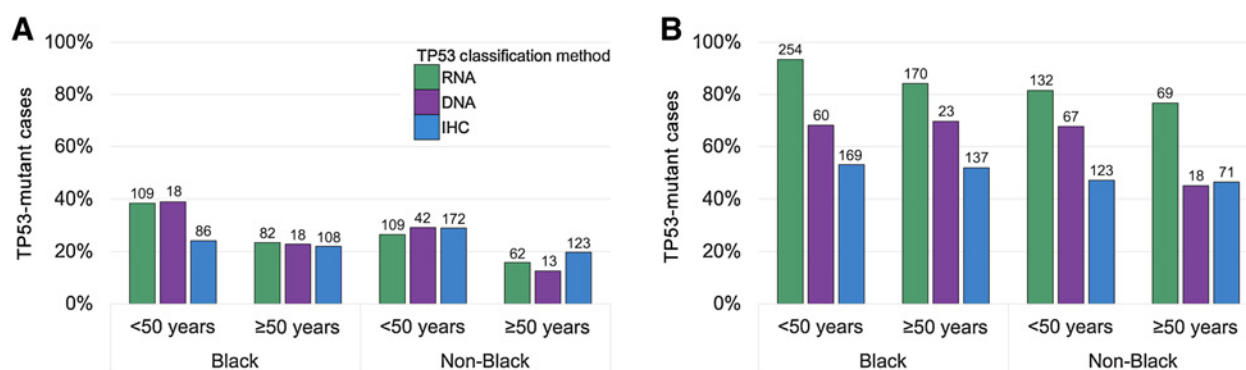 A
B
TP53-mutant cases
100%
80%
60%
40%
20%
0%
TP53 classification method
RNA
DNA
IHC
109 18 86 82 18 108 109 42 172 62 13 123
<50 years ≥50 years <50 years ≥50 years
Black Non-Black
TP53-mutant cases
100%
80%
60%
40%
20%
0%
254 60 169 170 23 137 132 67 123 69 18 71
<50 years ≥50 years <50 years ≥50 years
Black Non-Black